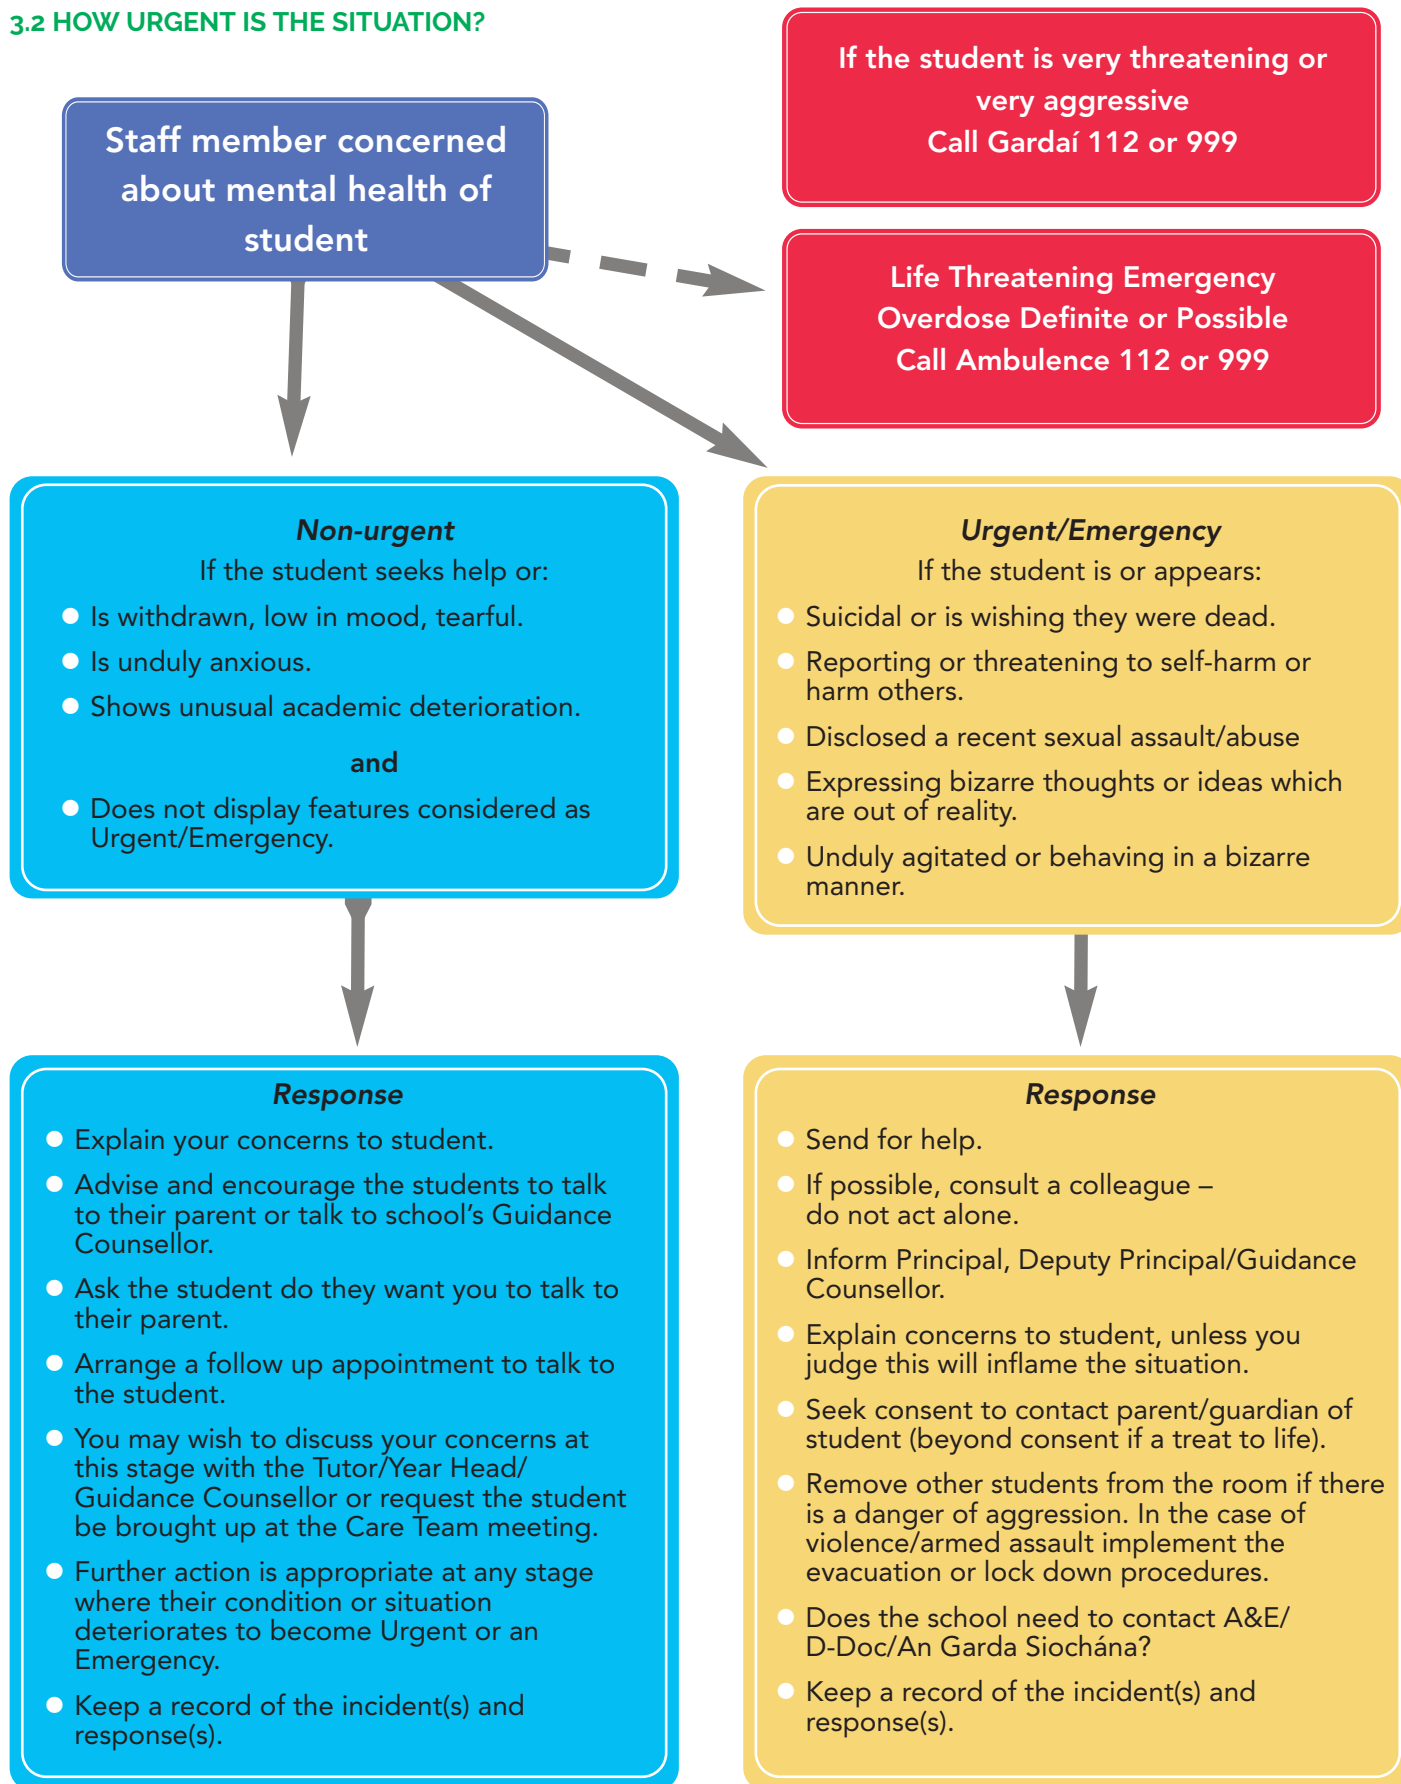 3.2 HOW URGENT IS THE SITUATION?
If the student is very threatening or
very aggressive
Call Gardaí 112 or 999
Staff member concerned
about mental health of
student
Life Threatening Emergency
Overdose Definite or Possible
Call Ambulence 112 or 999
Non-urgent
If the student seeks help or:
Is withdrawn, low in mood, tearful.
Is unduly anxious.
Shows unusual academic deterioration.
and
Does not display features considered as
Urgent/Emergency.
Urgent/Emergency
If the student is or appears:
Suicidal or is wishing they were dead.
Reporting or threatening to self-harm or
harm others.
Disclosed a recent sexual assault/abuse
Expressing bizarre thoughts or ideas which
are out of reality.
Unduly agitated or behaving in a bizarre
manner.
Response
Explain your concerns to student.
Advise and encourage the students to talk
to their parent or talk to school’s Guidance
Counsellor.
Ask the student do they want you to talk to
their parent.
Arrange a follow up appointment to talk to
the student.
You may wish to discuss your concerns at
this stage with the Tutor/Year Head/
Guidance Counsellor or request the student
be brought up at the Care Team meeting.
Further action is appropriate at any stage
where their condition or situation
deteriorates to become Urgent or an
Emergency.
Keep a record of the incident(s) and
response(s).
Response
Send for help.
If possible, consult a colleague –
do not act alone.
Inform Principal, Deputy Principal/Guidance
Counsellor.
Explain concerns to student, unless you
judge this will inflame the situation.
Seek consent to contact parent/guardian of
student (beyond consent if a treat to life).
Remove other students from the room if there
is a danger of aggression. In the case of
violence/armed assault implement the
evacuation or lock down procedures.
Does the school need to contact A&E/
D-Doc/An Garda Siochána?
Keep a record of the incident(s) and
response(s).